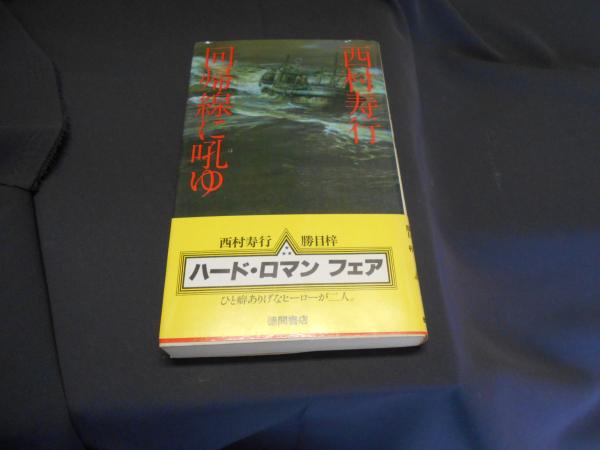 西村寿行
回帰線に吼ゆ
西村寿行 勝目梓
ハード・ロマン フェア
ひと癖ありげなヒーローが二人。
徳間書店